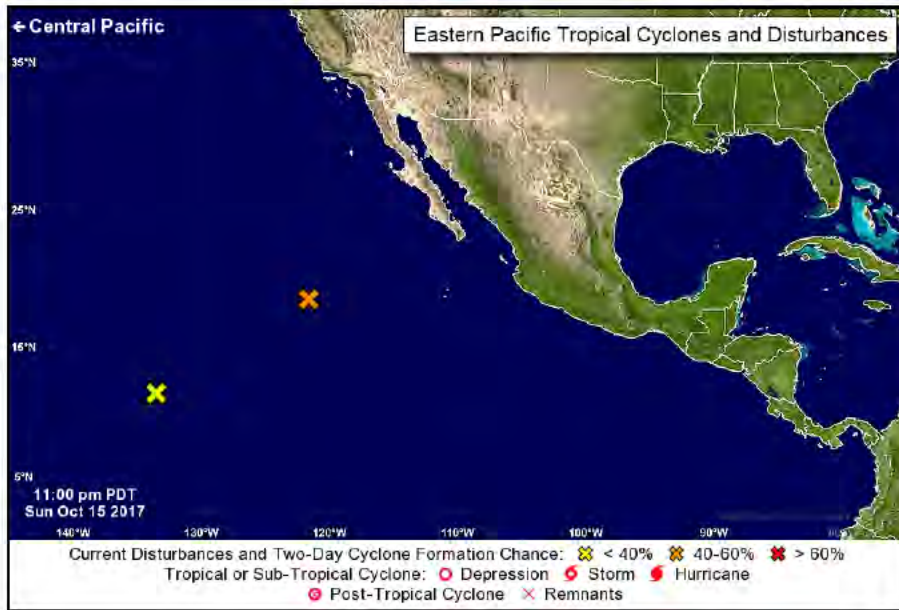 ←Central Pacific
Eastern Pacific Tropical Cyclones and Disturbances
35°N
25°N
15°N
5°N
11:00 pm PDT
Sun Oct 15 2017
140°W 130°W 120°W 110°W 100°W 90°W
Current Disturbances and Two-Day Cyclone Formation Chance: < 40% 40-60% > 60%
Tropical or Sub-Tropical Cyclone: Depression Storm Hurricane
Post-Tropical Cyclone Remnants